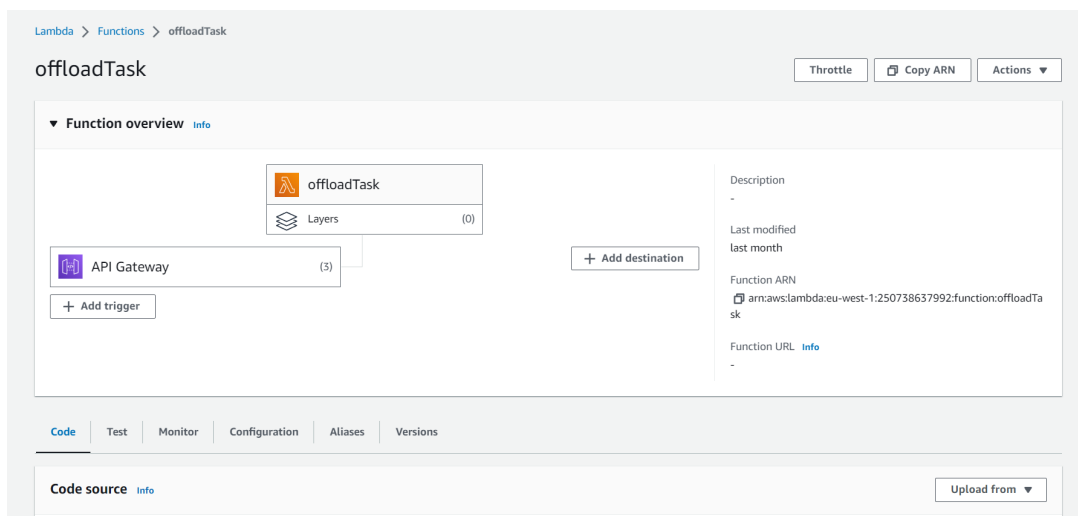 Lambda > Functions > offloadTask
offloadTask
Throttle
Copy ARN
Actions
Function overview Info
offloadTask
Layers (0)
API Gateway (3)
+ Add trigger
+ Add destination
Description
-
Last modified
last month
Function ARN
arn:aws:lambda:eu-west-1:250738637992:function:offloadTa
sk
Function URL Info
-
Code
Test
Monitor
Configuration
Aliases
Versions
Code source Info
Upload from